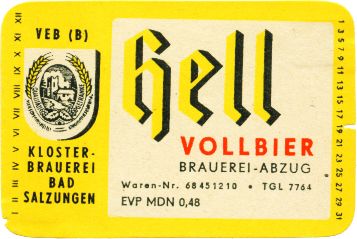 VEB (B)
KLOSTER-
BRAUEREI
BAD
SALZUNGEN
Hell
VOLLBIER
BRAUEREI-ABZUG
Waren-Nr. 68451210 • TGL 7764
EVP MDN 0,48
I II III IV V VI VII VIII IX X XI XII
1 3 5 7 9 11 13 15 17 19 21 23 25 27 29 31